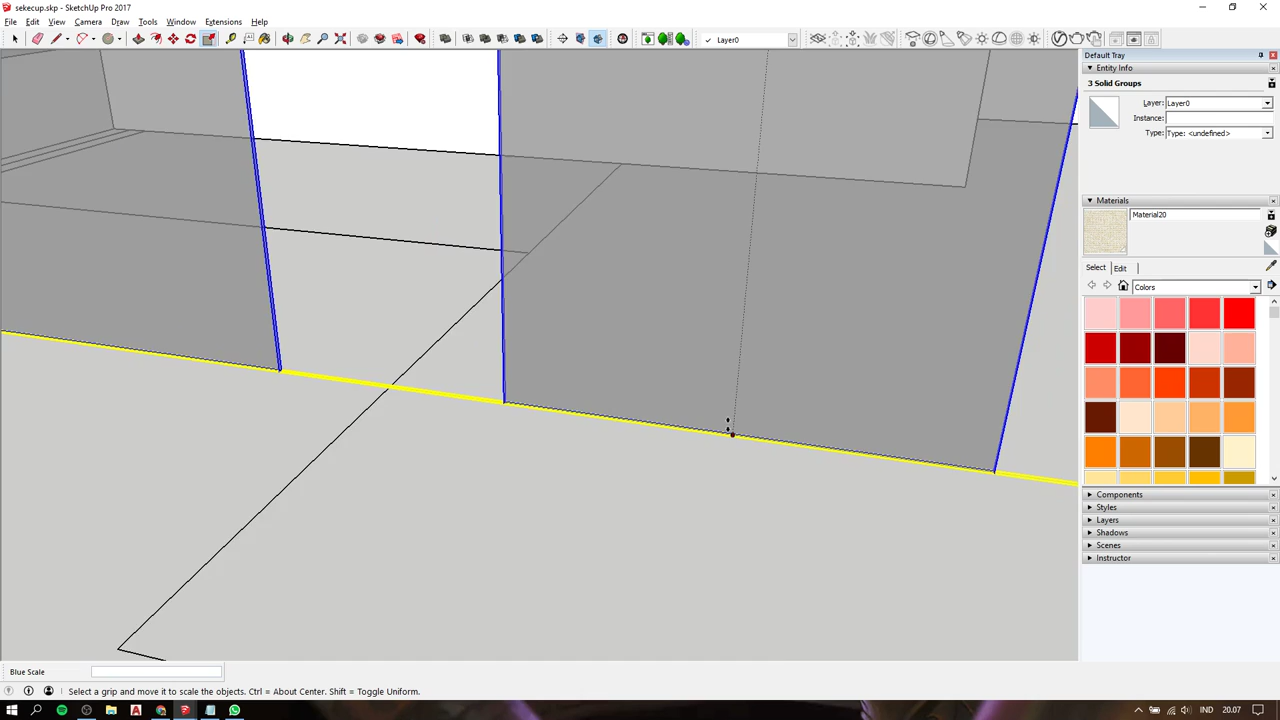 sekecup.skp - SketchUp Pro 2017
File Edit View Camera Draw Tools Window Extensions Help
Layer0
Default Tray
Entity Info
3 Solid Groups
Layer: Layer0
Instance:
Type: Type: <undefined>
Materials
Material20
Select Edit
Colors
Components
Styles
Layers
Shadows
Scenes
Instructor
Blue Scale
Select a grip and move it to scale the objects. Ctrl = About Center. Shift = Toggle Uniform.
IND 20.07